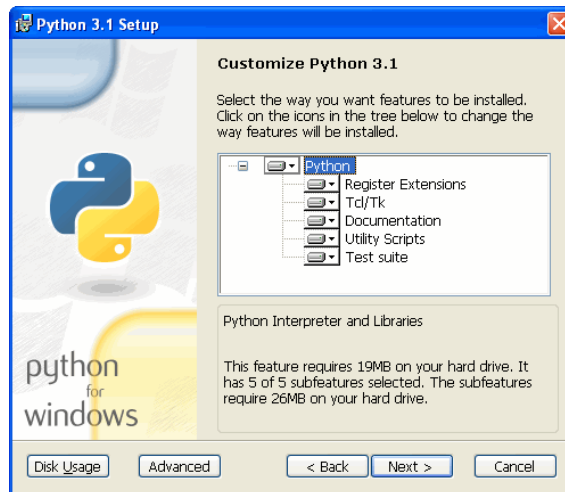 Python 3.1 Setup
Customize Python 3.1
Select the way you want features to be installed.
Click on the icons in the tree below to change the
way features will be installed.
Python
Register Extensions
Tcl/Tk
Documentation
Utility Scripts
Test suite
Python Interpreter and Libraries
This feature requires 19MB on your hard drive. It
has 5 of 5 subfeatures selected. The subfeatures
require 26MB on your hard drive.
python
for
windows
Disk Usage
Advanced
< Back
Next >
Cancel